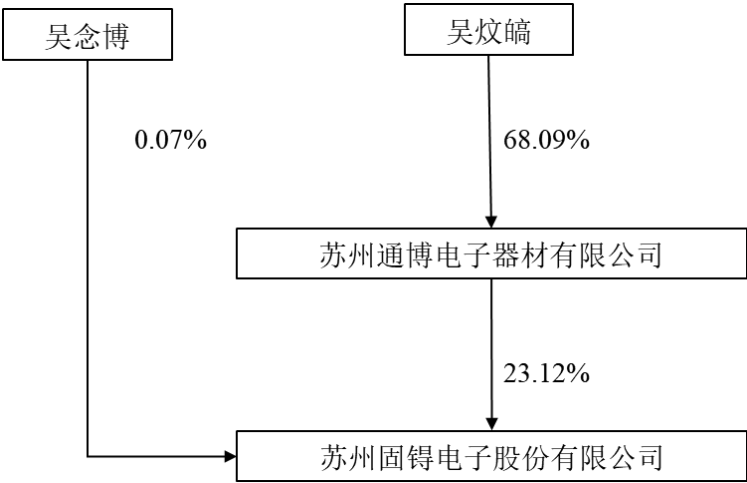 吴念博
吴炆皜
0.07%
68.09%
苏州通博电子器材有限公司
23.12%
苏州固锝电子股份有限公司